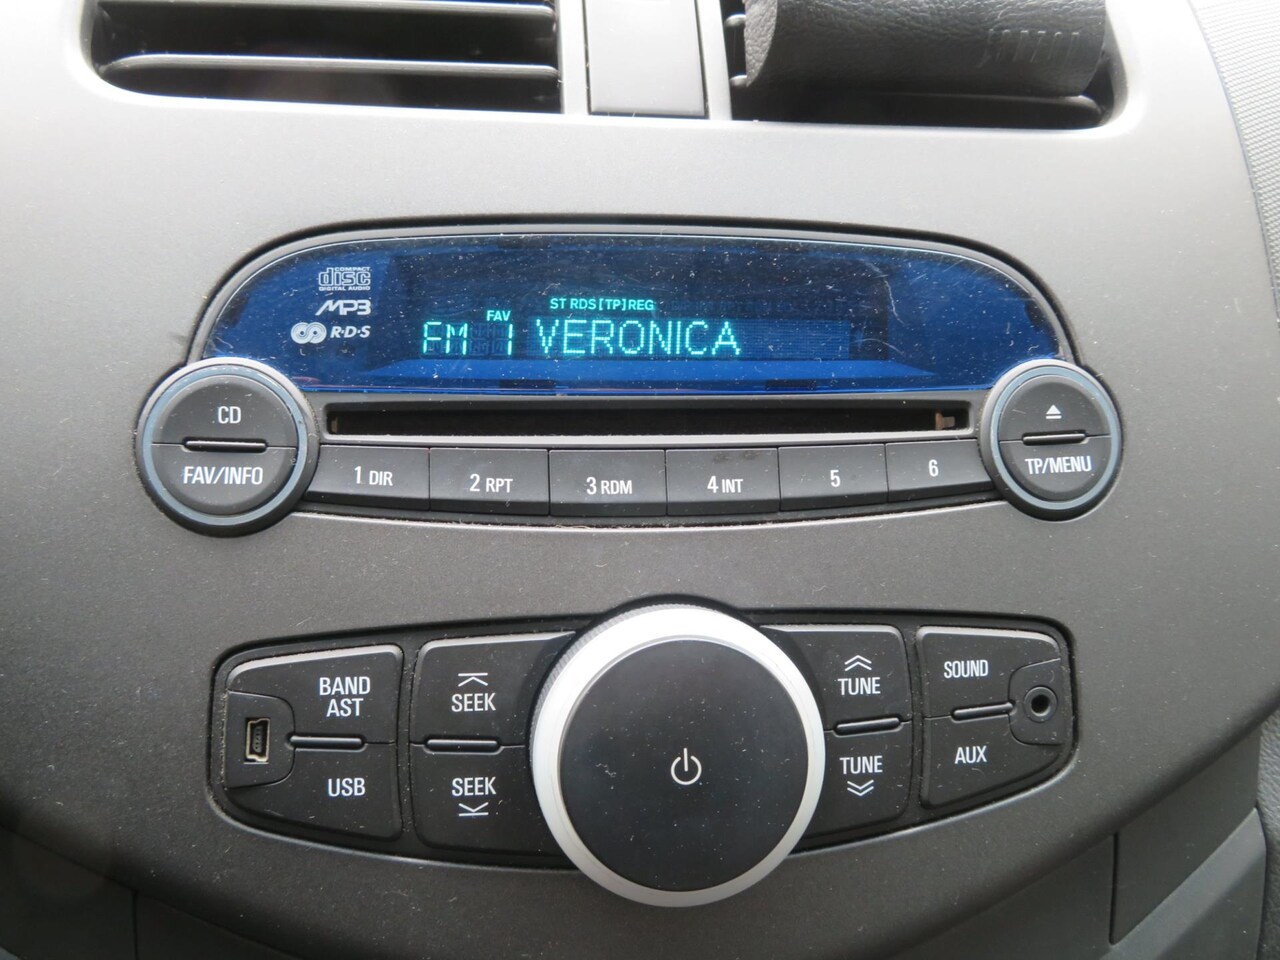 COMPACT
disc
DIGITAL AUDIO
MP3
R·D·S
ST RDS[TP]REG
FAV
FM 1 VERONICA
CD
FAV/INFO
1 DIR
2 RPT
3 RDM
4 INT
5
6
TP/MENU
BAND
AST
USB
SEEK
SEEK
TUNE
TUNE
SOUND
AUX